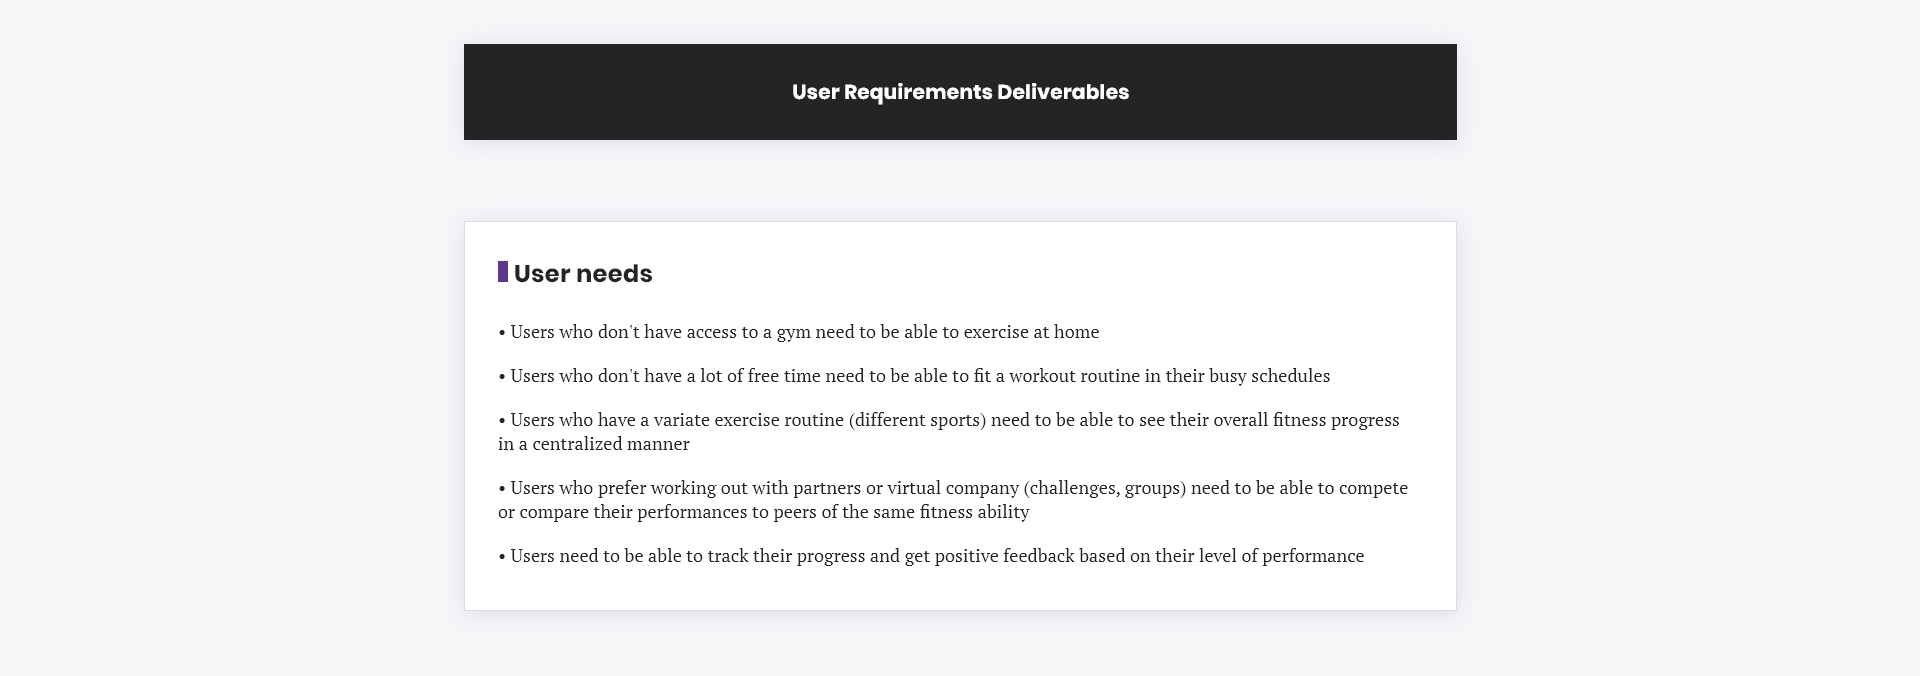 User Requirements Deliverables
User needs
• Users who don't have access to a gym need to be able to exercise at home
• Users who don't have a lot of free time need to be able to fit a workout routine in their busy schedules
• Users who have a variate exercise routine (different sports) need to be able to see their overall fitness progress
in a centralized manner
• Users who prefer working out with partners or virtual company (challenges, groups) need to be able to compete
or compare their performances to peers of the same fitness ability
• Users need to be able to track their progress and get positive feedback based on their level of performance